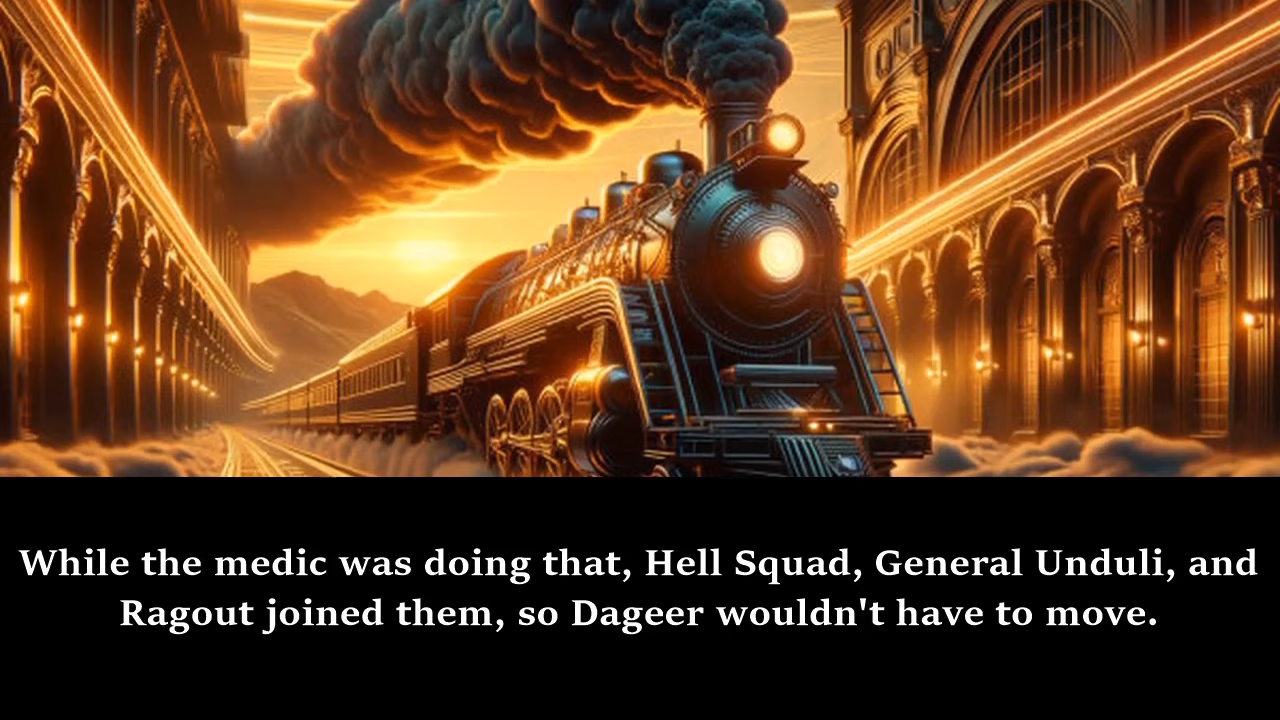 While the medic was doing that, Hell Squad, General Unduli, and
Ragout joined them, so Dageer wouldn't have to move.